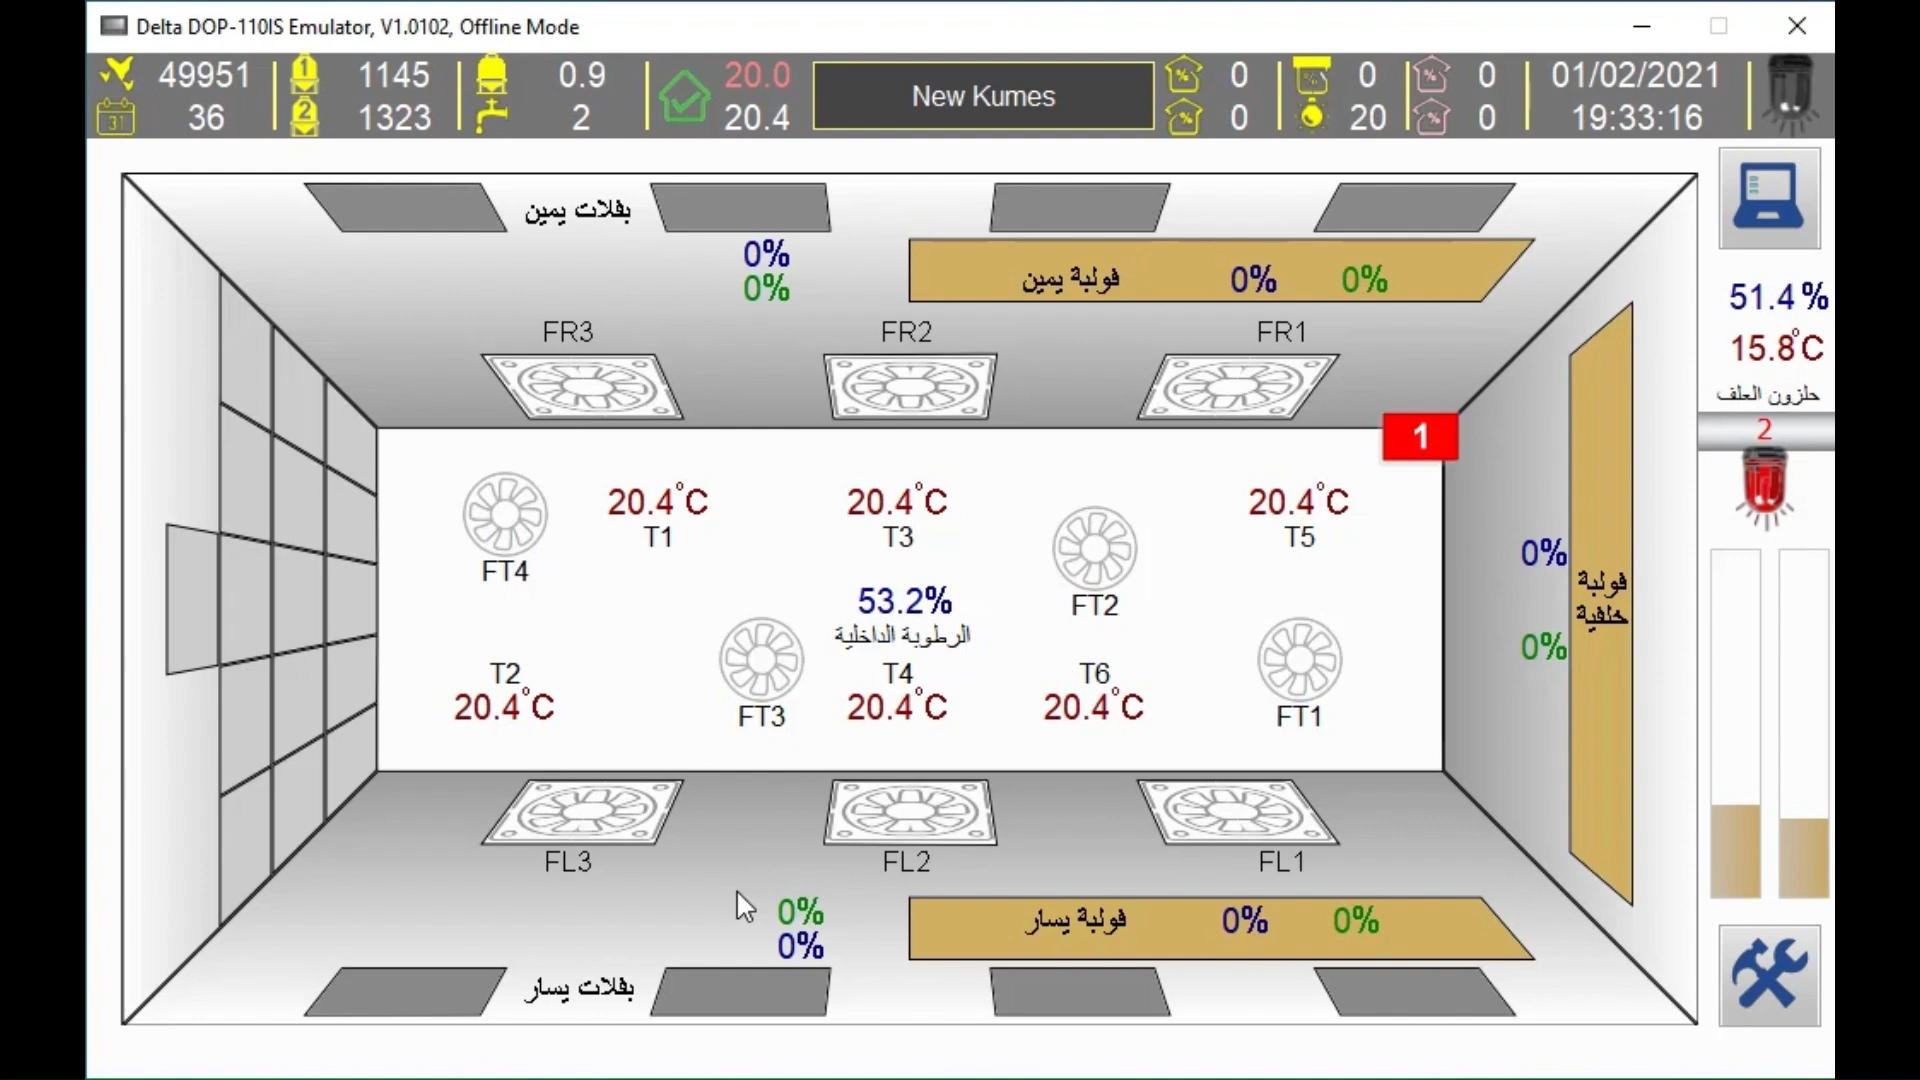 Delta DOP-110IS Emulator, V1.0102, Offline Mode
49951
36
1
2
1145
1323
0.9
2
31
20.0
20.4
New Kumes
0
0
0
20
0
0
01/02/2021
19:33:16
بفلات يمين
0%
0%
فولبة يمين 0% 0%
FR3 FR2 FR1
51.4%
15.8°C
حلزون العلف
2
1
20.4°C 20.4°C 20.4°C
T1 T3 T5
FT4
FT2
53.2%
الرطوبة الداخلية
0%
0%
فولبة
خلفية
T2 T4 T6
20.4°C 20.4°C 20.4°C
FT3 FT1
FL3 FL2 FL1
0%
0%
فولبة يسار 0% 0%
بفلات يسار